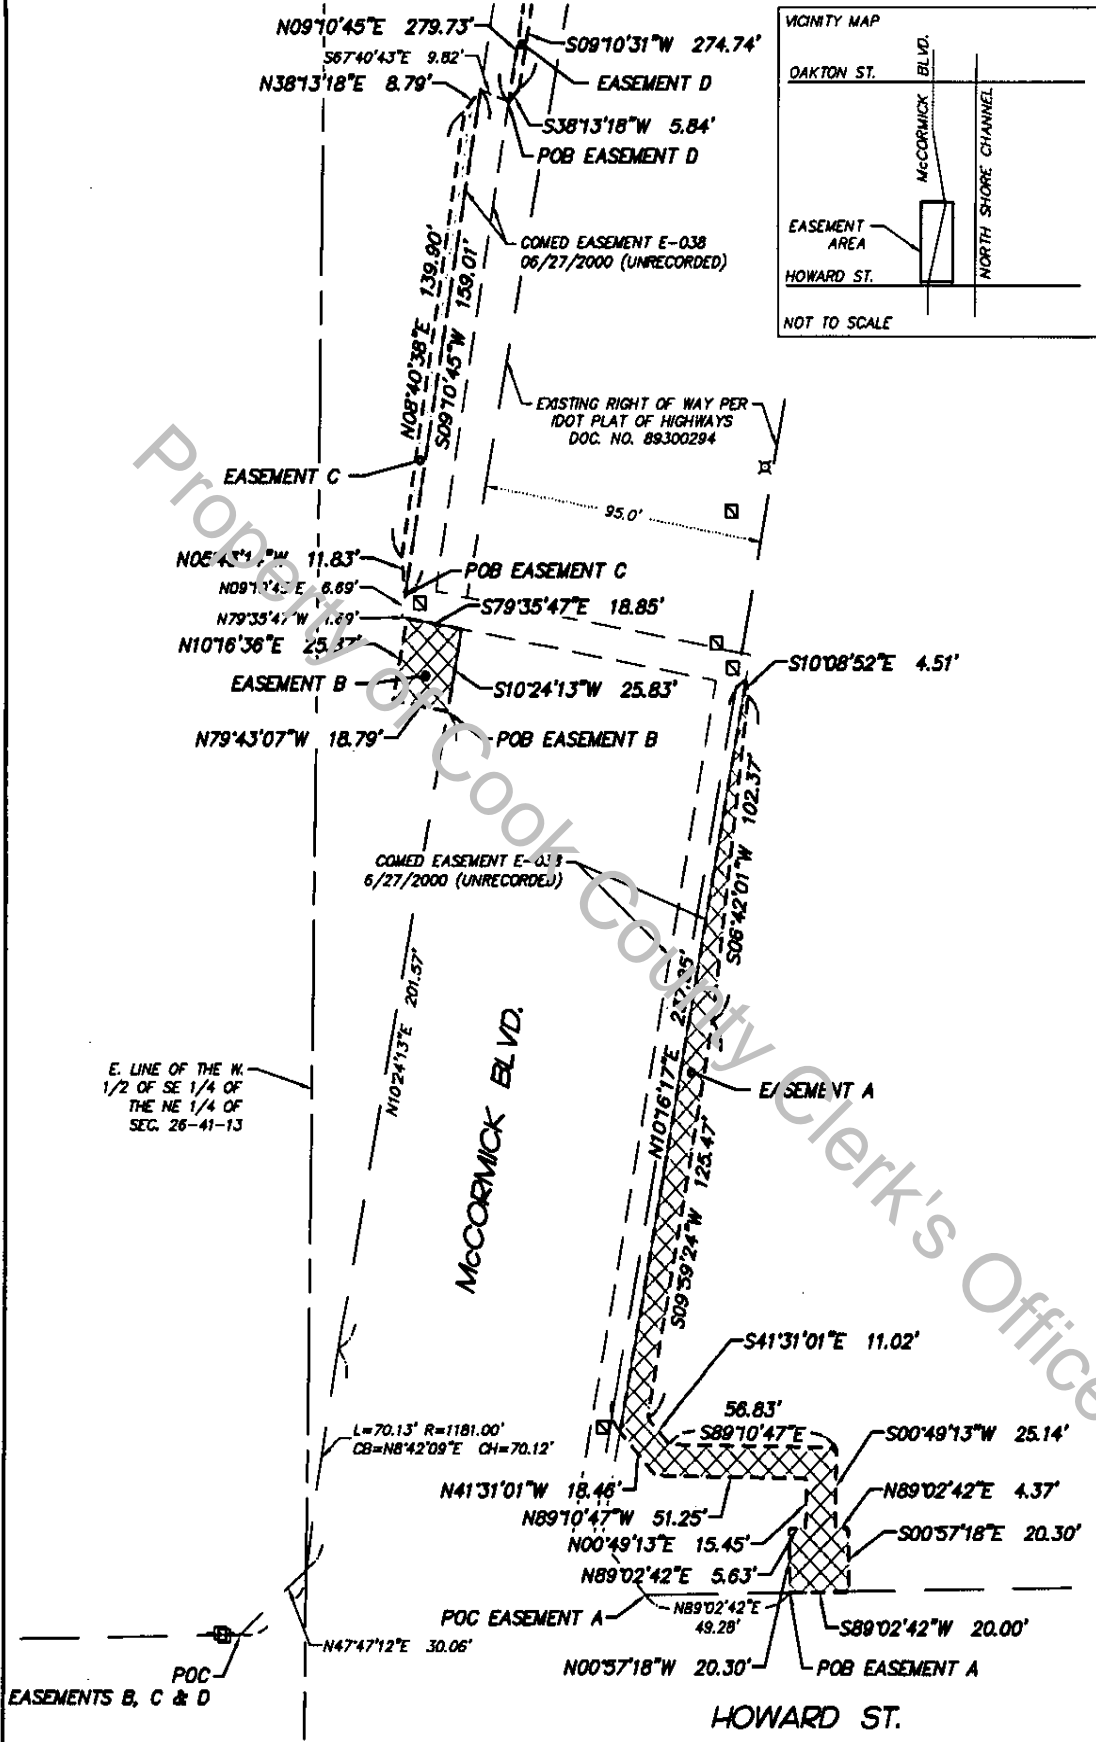 N09°10'45"E 279.73'
S09°10'31"W 274.74'
S67°40'43"E 9.82'
N38°13'18"E 8.79'
EASEMENT D
S38°13'18"W 5.84'
POB EASEMENT D
VICINITY MAP
OAKTON ST.
McCORMICK BLVD.
NORTH SHORE CHANNEL
EASEMENT
AREA
HOWARD ST.
NOT TO SCALE
COMED EASEMENT E-038
06/27/2000 (UNRECORDED)
N08°40'38"E 139.90'
S09°10'45"W 159.01'
EXISTING RIGHT OF WAY PER
IDOT PLAT OF HIGHWAYS
DOC. NO. 89300294
EASEMENT C
95.0'
11.83'
POB EASEMENT C
6.69'
S79°35'47"E 18.85'
N79°35'47"W
N10°16'36"E
S10°08'52"E 4.51'
EASEMENT B
S10°24'13"W 25.83'
N79°43'07"W 18.79'
POB EASEMENT B
S06°42'01"W 102.37'
COMED EASEMENT
6/27/2000 (UNRECORDED)
N10°24'13"E 201.57'
N10°16'17"E
McCORMICK BLVD.
E. LINE OF THE W.
1/2 OF SE 1/4 OF
THE NE 1/4 OF
SEC. 26-41-13
EASEMENT A
S09°59'24"W 125.47'
S41°31'01"E 11.02'
56.83'
S89°10'47"E
S00°49'13"W 25.14'
L=70.13' R=1181.00'
CB=N8°42'09"E CH=70.12'
N41°31'01"W 18.46'
N89°02'42"E 4.37'
N89°10'47"W 51.25'
N00°49'13"E 15.45'
S00°57'18"E 20.30'
N89°02'42"E 5.63'
POC EASEMENT A
N89°02'42"E
49.28'
S89°02'42"W 20.00'
N47°47'12"E 30.06'
N00°57'18"W 20.30'
POB EASEMENT A
POC
EASEMENTS B, C & D
HOWARD ST.
Property of Cook County Clerk's Office